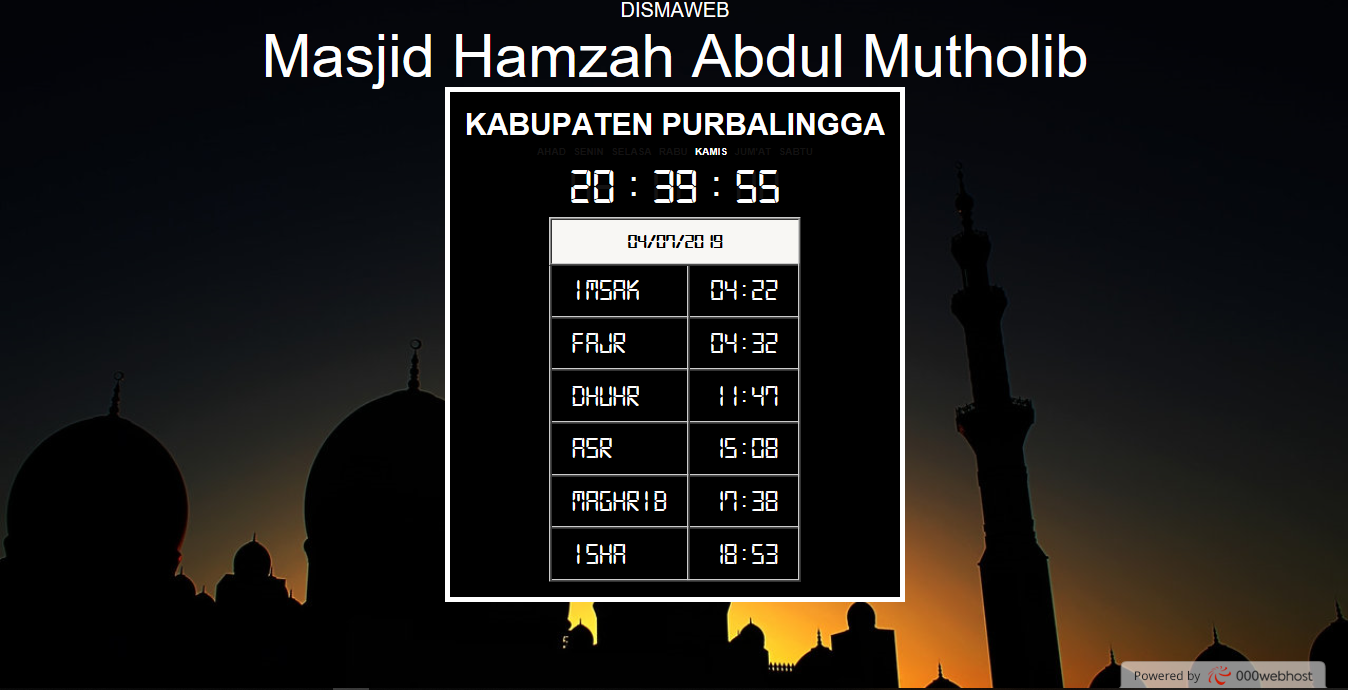 DISMAWEB
Masjid Hamzah Abdul Mutholib
KABUPATEN PURBALINGGA
AHAD SENIN SELASA RABU KAMIS JUM'AT SABTU
20 : 39 : 55
04/07/2019
IMSAK 04:22
FAJR 04:32
DHUHR 11:47
ASR 15:08
MAGHRIB 17:38
ISHA 18:53
Powered by 000webhost